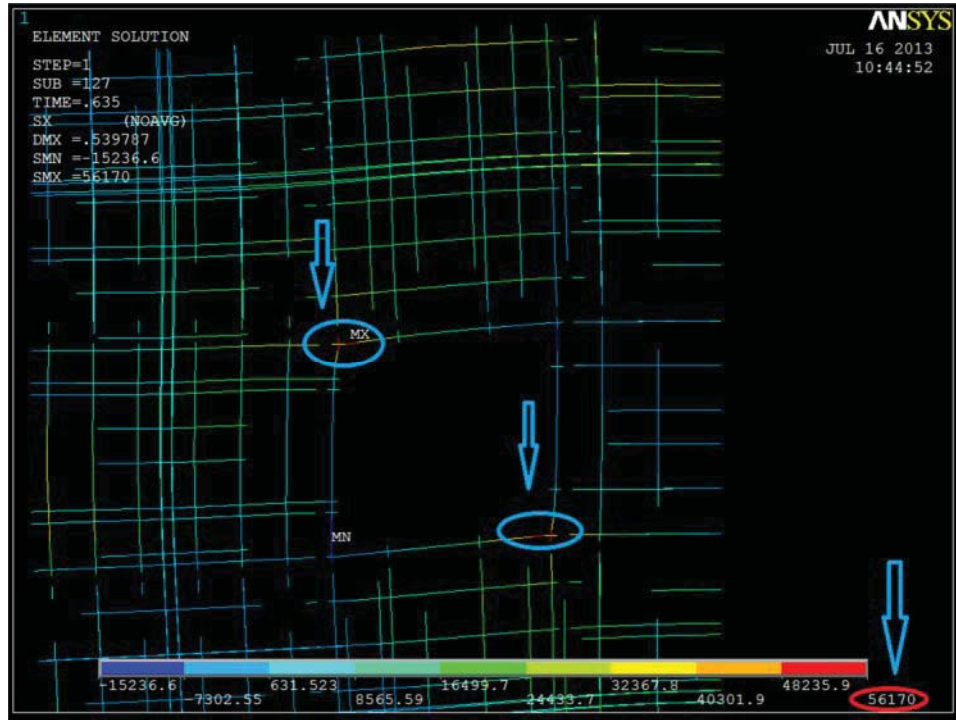 1
ANSYS
ELEMENT SOLUTION
JUL 16 2013
10:44:52
STEP=1
SUB =127
TIME=.635
SX (NOAVG)
DMX =.539787
SMN =-15236.6
SMX =56170
MX
MN
-15236.6
-7302.55
631.523
8565.59
16499.7
24433.7
32367.8
40301.9
48235.9
56170